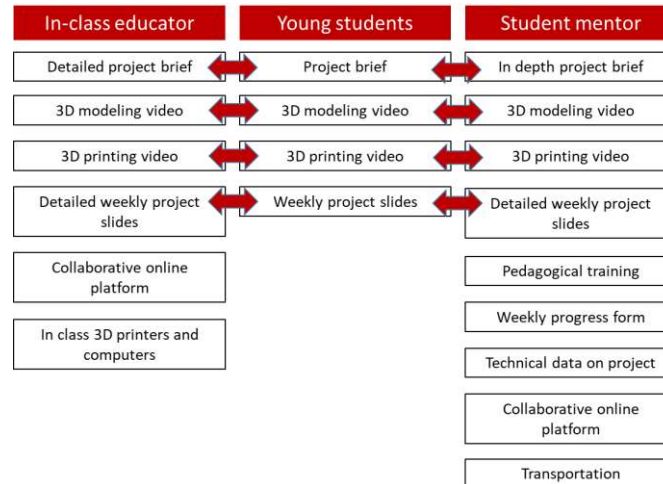 In-class educator
Young students
Student mentor
Detailed project brief
Project brief
In depth project brief
3D modeling video
3D modeling video
3D modeling video
3D printing video
3D printing video
3D printing video
Detailed weekly project
slides
Weekly project slides
Detailed weekly project
slides
Collaborative online
platform
Pedagogical training
In class 3D printers and
computers
Weekly progress form
Technical data on project
Collaborative online
platform
Transportation